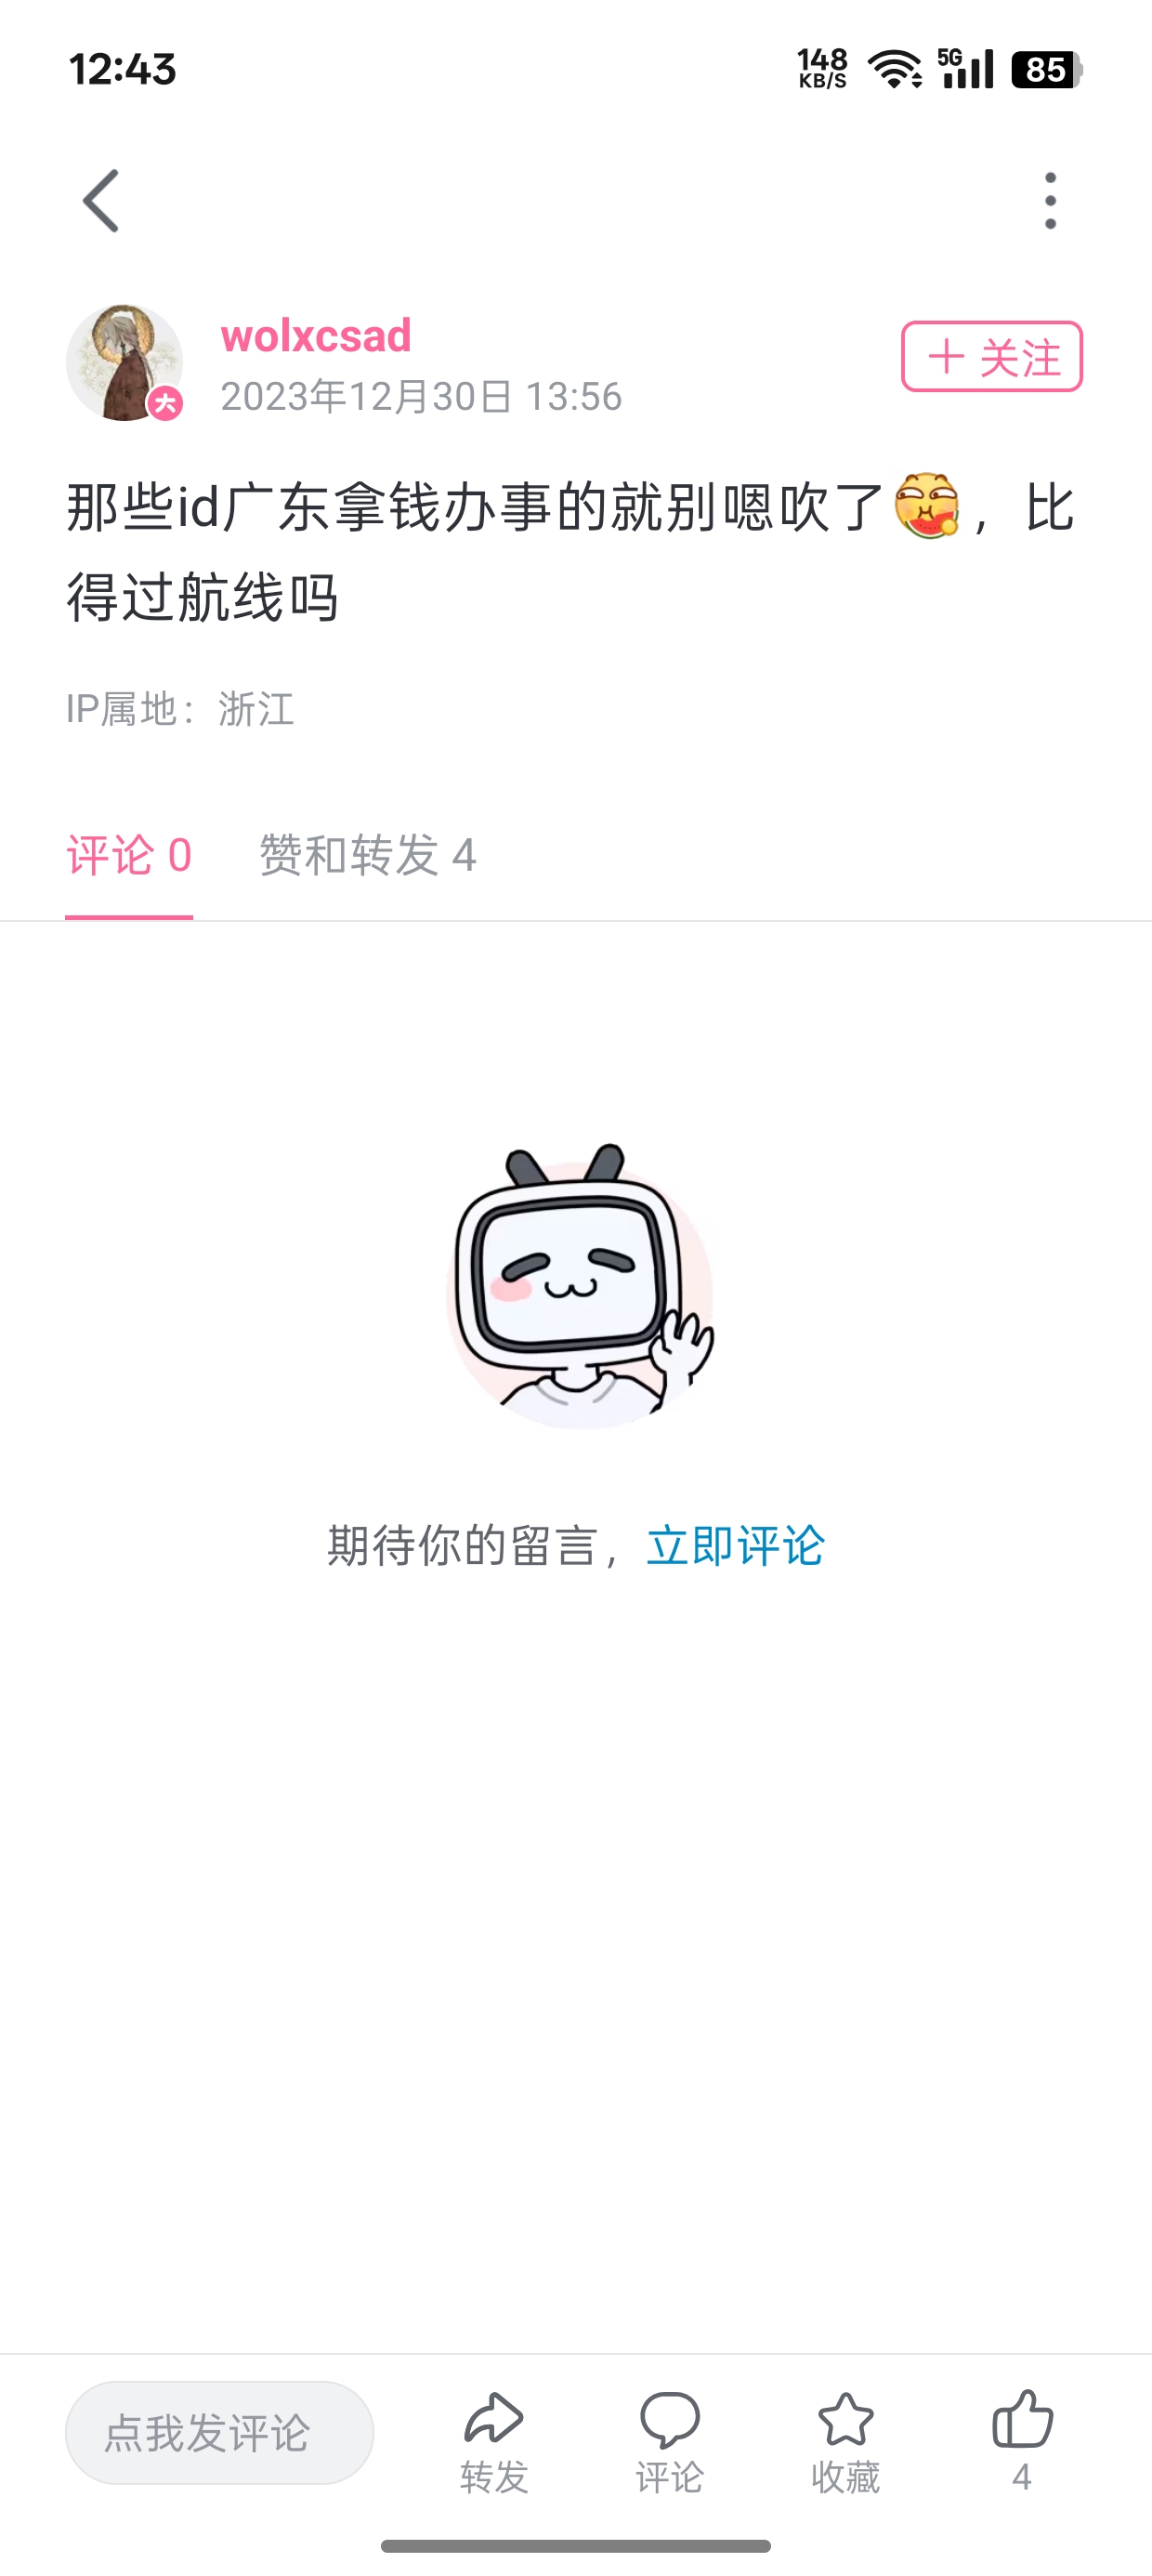 12:43
148
KB/S
5G
85
wolxcsad
2023年12月30日 13:56
大
+ 关注
那些id广东拿钱办事的就别嗯吹了，比
得过航线吗
IP属地：浙江
评论 0
赞和转发 4
期待你的留言，立即评论
点我发评论
转发
评论
收藏
4